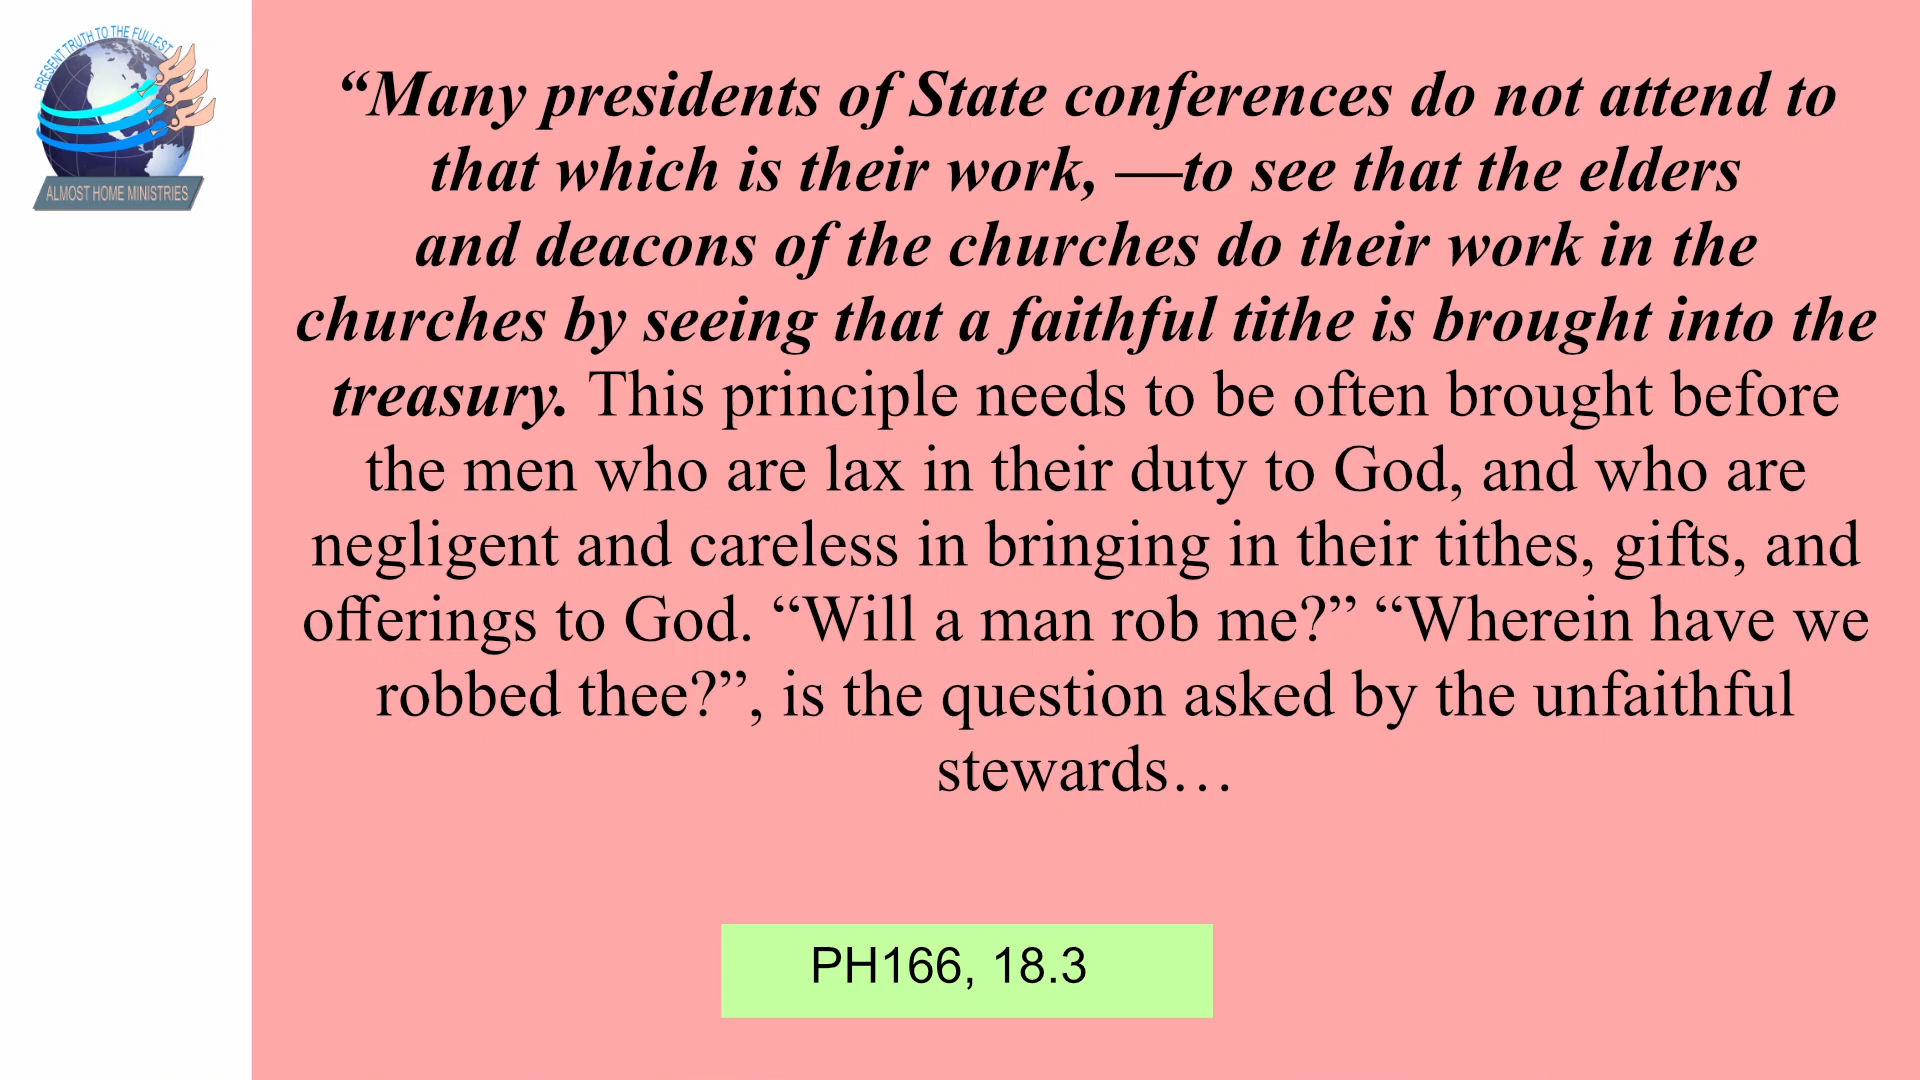 PRESENT TRUTH TO THE FULLEST
ALMOST HOME MINISTRIES
“Many presidents of State conferences do not attend to
that which is their work, —to see that the elders
and deacons of the churches do their work in the
churches by seeing that a faithful tithe is brought into the
treasury. This principle needs to be often brought before
the men who are lax in their duty to God, and who are
negligent and careless in bringing in their tithes, gifts, and
offerings to God. “Will a man rob me?” “Wherein have we
robbed thee?”, is the question asked by the unfaithful
stewards…
PH166, 18.3